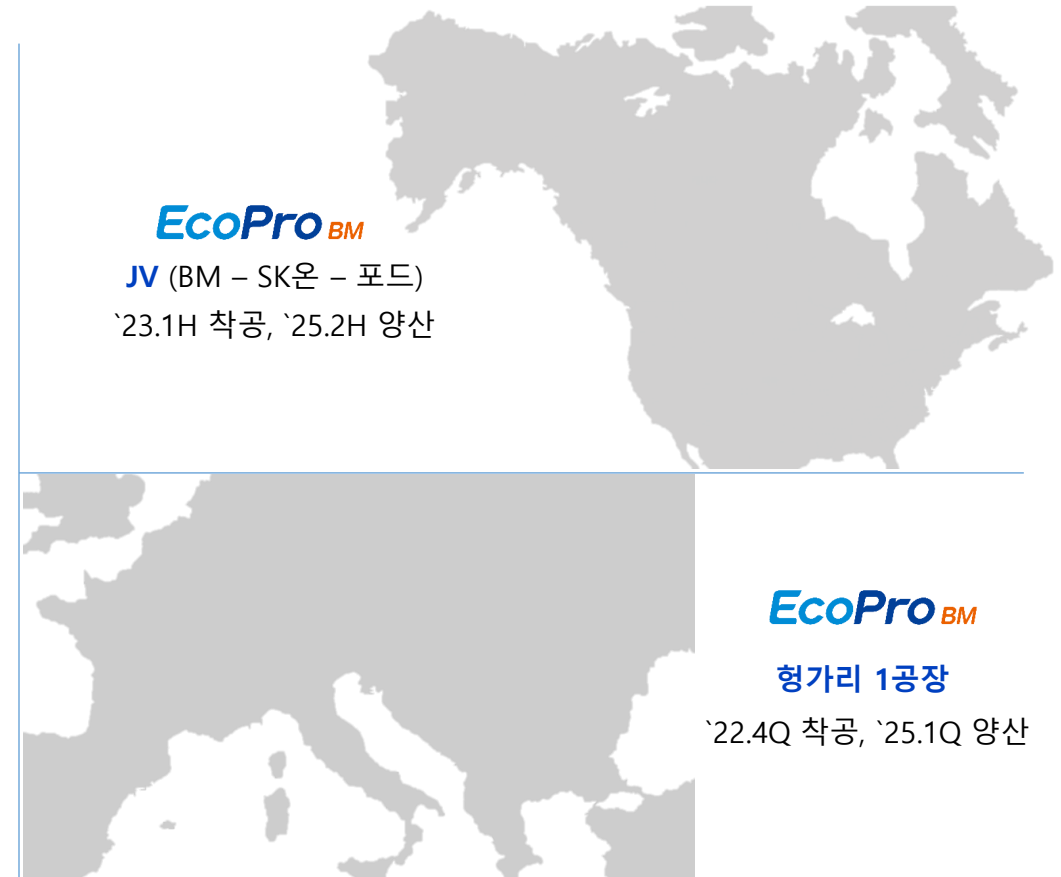 EcoPro BM
JV (BM – SK온 – 포드)
`23.1H 착공, `25.2H 양산
EcoPro BM
헝가리 1공장
`22.4Q 착공, `25.1Q 양산